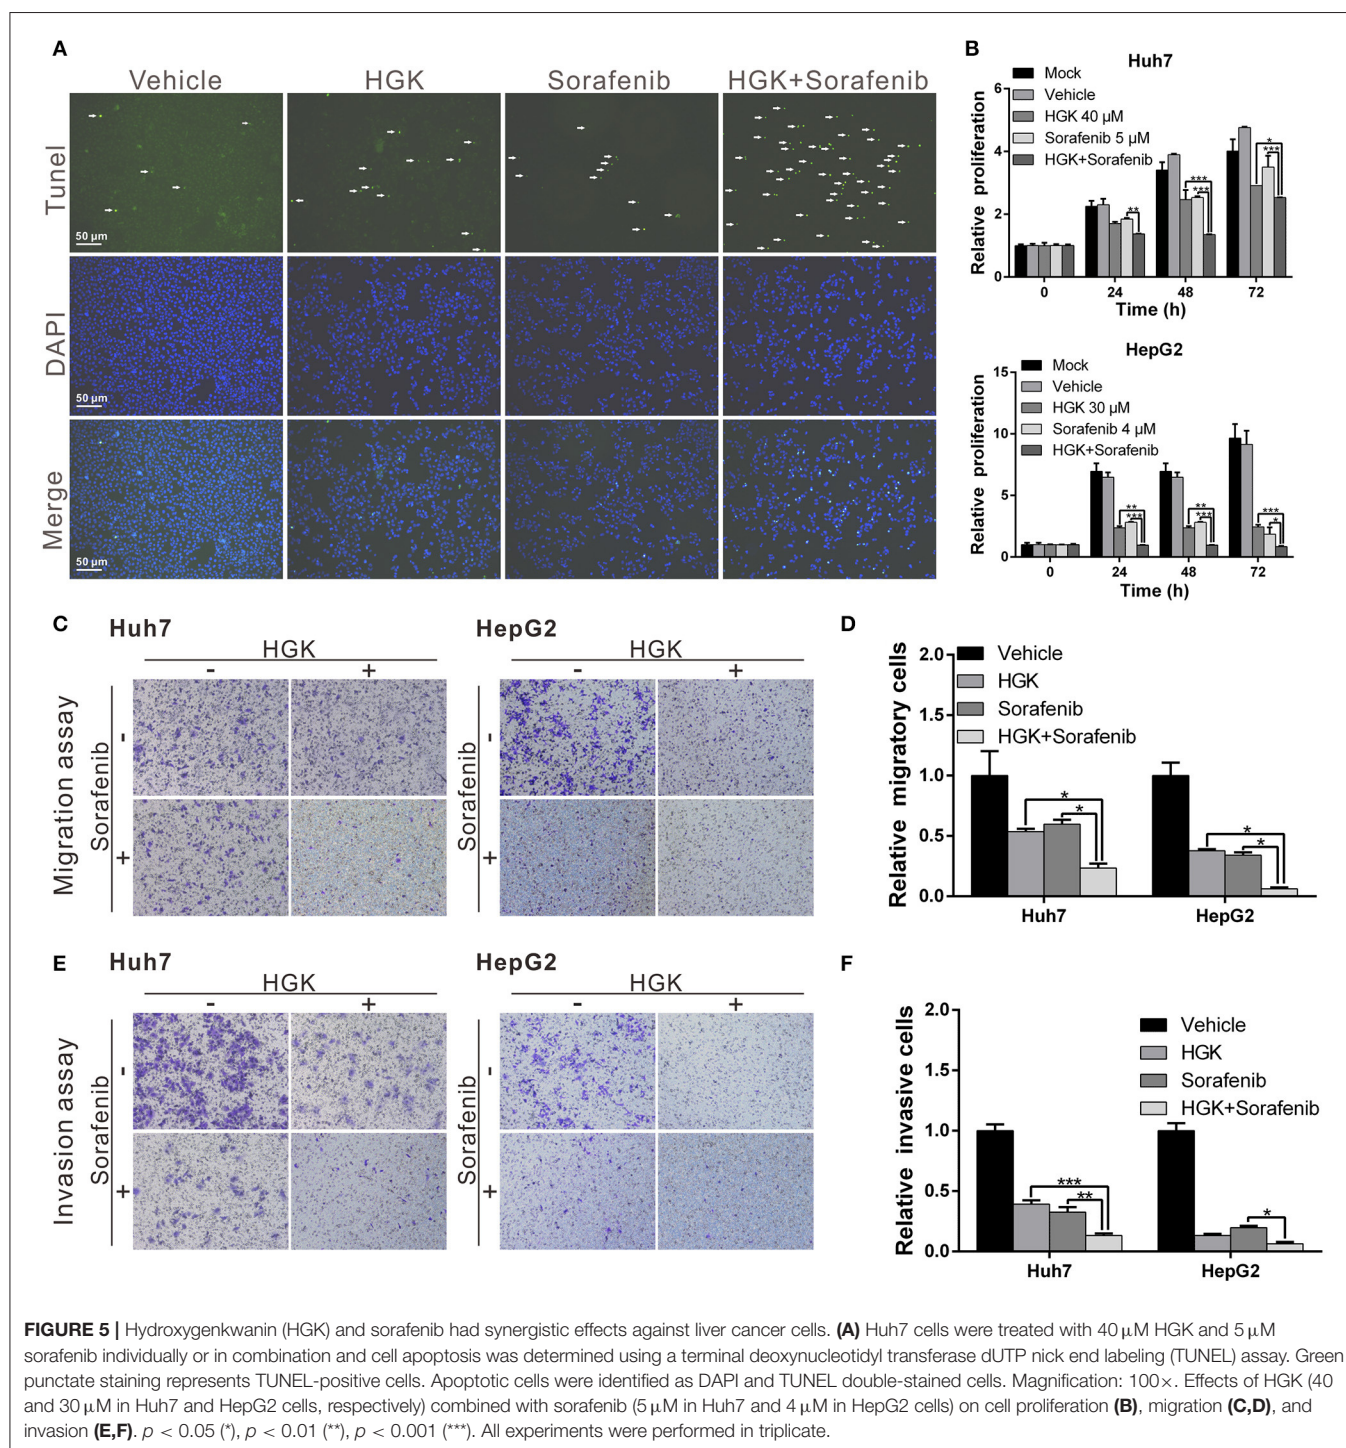 A
Vehicle HGK Sorafenib HGK+Sorafenib
Tunel
50 µm
DAPI
50 µm
Merge
50 µm
B
Huh7
Mock
Vehicle
HGK 40 µM
Sorafenib 5 µM
HGK+Sorafenib
Relative proliferation
6
4
2
0
** *** *** * ***
0 24 48 72
Time (h)
HepG2
Mock
Vehicle
HGK 30 µM
Sorafenib 4 µM
HGK+Sorafenib
Relative proliferation
15
10
5
0
** *** ** *** *** *
0 24 48 72
Time (h)
C
Huh7
HGK
- +
Migration assay
Sorafenib
-
+
HepG2
HGK
- +
Sorafenib
-
+
D
Vehicle
HGK
Sorafenib
HGK+Sorafenib
Relative migratory cells
2.0
1.5
1.0
0.5
0.0
* * * *
Huh7 HepG2
E
Huh7
HGK
- +
Invasion assay
Sorafenib
-
+
HepG2
HGK
- +
Sorafenib
-
+
F
Vehicle
HGK
Sorafenib
HGK+Sorafenib
Relative invasive cells
2.0
1.5
1.0
0.5
0.0
*** ** *
Huh7 HepG2
FIGURE 5 | Hydroxygenkwanin (HGK) and sorafenib had synergistic effects against liver cancer cells. (A) Huh7 cells were treated with 40 µM HGK and 5 µM
sorafenib individually or in combination and cell apoptosis was determined using a terminal deoxynucleotidyl transferase dUTP nick end labeling (TUNEL) assay. Green
punctate staining represents TUNEL-positive cells. Apoptotic cells were identified as DAPI and TUNEL double-stained cells. Magnification: 100×. Effects of HGK (40
and 30 µM in Huh7 and HepG2 cells, respectively) combined with sorafenib (5 µM in Huh7 and 4 µM in HepG2 cells) on cell proliferation (B), migration (C,D), and
invasion (E,F). p < 0.05 (*), p < 0.01 (**), p < 0.001 (***). All experiments were performed in triplicate.